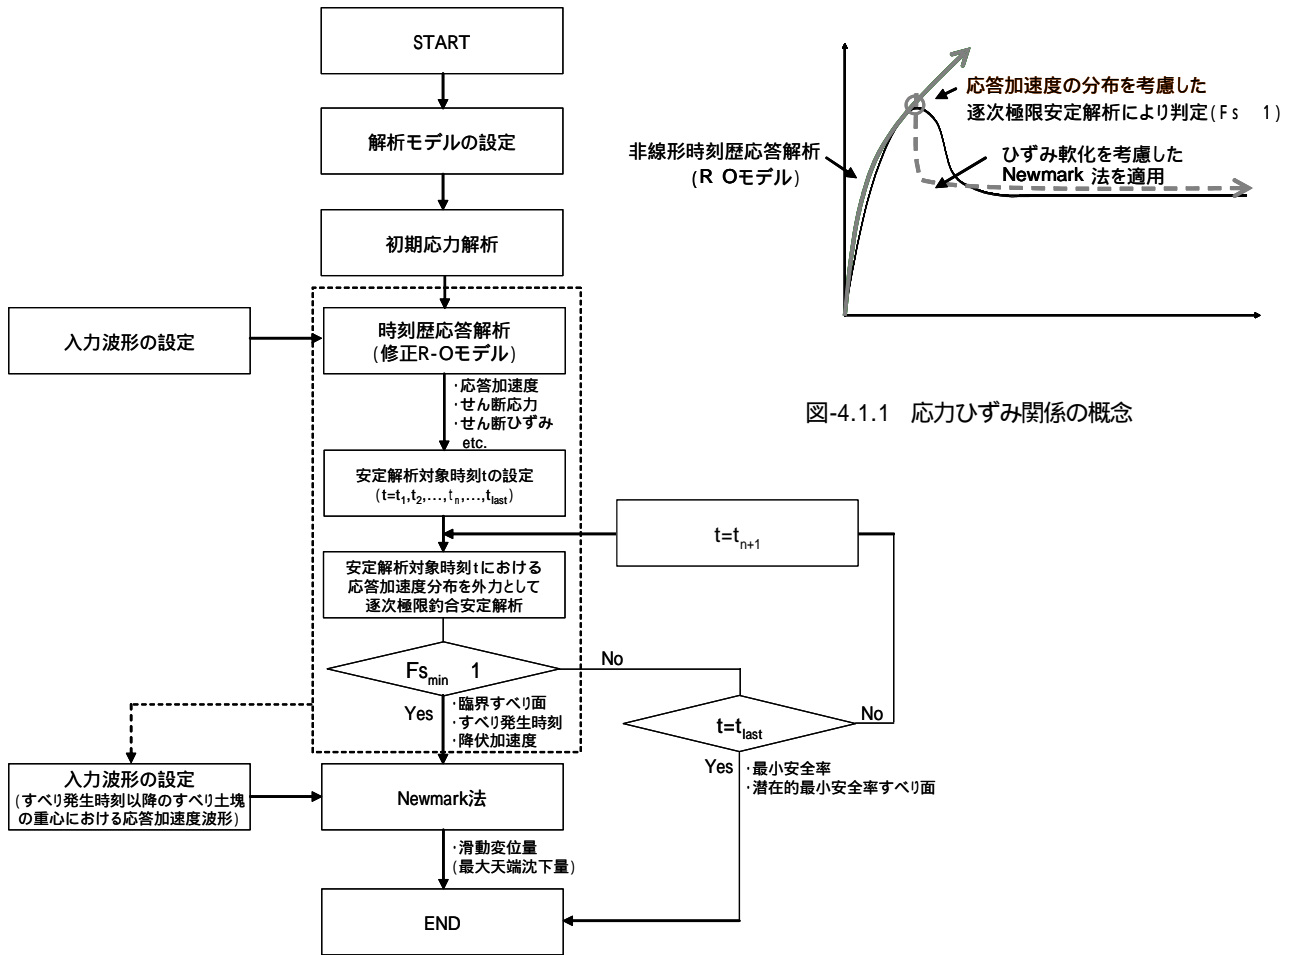 START
解析モデルの設定
初期応力解析
入力波形の設定
時刻歴応答解析
(修正R-Oモデル)
・応答加速度
・せん断応力
・せん断ひずみ
etc.
安定解析対象時刻tの設定
(t=t1,t2,…,tn,…,tlast)
t=tn+1
安定解析対象時刻tにおける
応答加速度分布を外力として
逐次極限釣合安定解析
Fsmin 1
No
Yes
・臨界すべり面
・すべり発生時刻
・降伏加速度
t=tlast
No
Yes
・最小安全率
・潜在的最小安全率すべり面
入力波形の設定
(すべり発生時刻以降のすべり土塊
の重心における応答加速度波形)
Newmark法
・滑動変位量
(最大天端沈下量)
END
応答加速度の分布を考慮した
逐次極限安定解析により判定(Fs 1)
非線形時刻歴応答解析
(R Oモデル)
ひずみ軟化を考慮した
Newmark 法を適用
図-4.1.1 応力ひずみ関係の概念